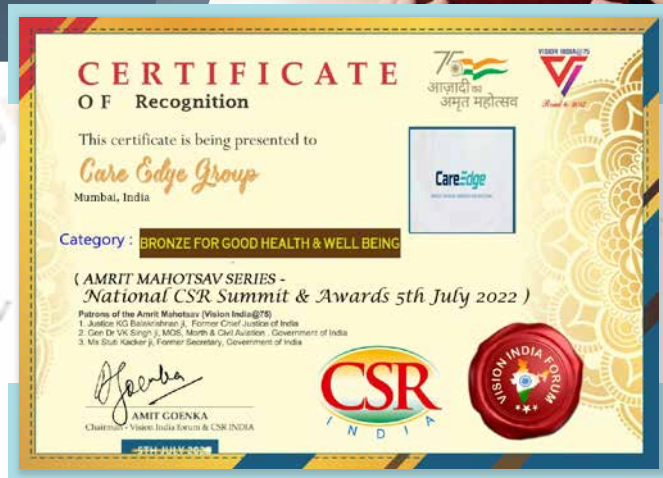 CERTIFICATE
OF Recognition
75
आज़ादी का
अमृत महोत्सव
VISION INDIA@75
This certificate is being presented to
Care Edge Group
Mumbai, India
CareEdge
Category : BRONZE FOR GOOD HEALTH & WELL BEING
( AMRIT MAHOTSAV SERIES -
National CSR Summit & Awards 5th July 2022 )
Patrons of the Amrit Mahotsav (Vision India@75)
1. Justice KG Balakrishnan ji, Former Chief Justice of India
2. Gen Dr VK Singh ji, MOS, Morth & Civil Aviation , Government of India
3. Ms Stuti Kacker ji, Former Secretary, Government of India
AMIT GOENKA
Chairman - Vision India forum & CSR INDIA
5TH JULY
CSR
INDIA
VISION INDIA FORUM